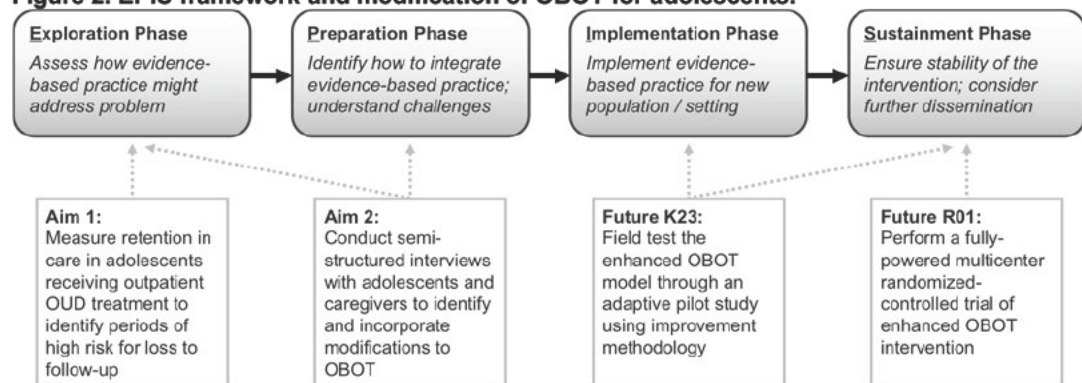 Figure 2. EPIS framework and modification of OBOT for adolescents.
Exploration Phase
Assess how evidence-
based practice might
address problem
Preparation Phase
Identify how to integrate
evidence-based practice;
understand challenges
Implementation Phase
Implement evidence-
based practice for new
population / setting
Sustainment Phase
Ensure stability of the
intervention; consider
further dissemination
Aim 1:
Measure retention in
care in adolescents
receiving outpatient
OUD treatment to
identify periods of
high risk for loss to
follow-up
Aim 2:
Conduct semi-
structured interviews
with adolescents and
caregivers to identify
and incorporate
modifications to
OBOT
Future K23:
Field test the
enhanced OBOT
model through an
adaptive pilot study
using improvement
methodology
Future R01:
Perform a fully-
powered multicenter
randomized-
controlled trial of
enhanced OBOT
intervention